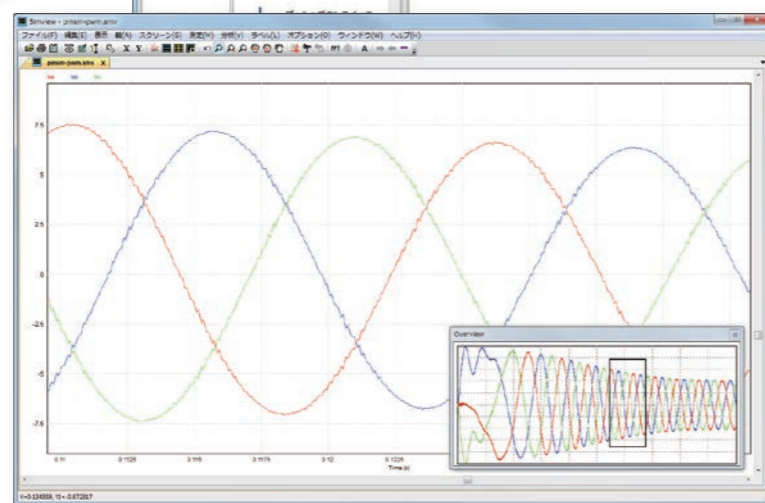 Simview - pmsm-pwm.smv
ファイル(F) 編集(E) 表示 軸(A) スクリーン(S) 測定(M) 分析(y) ラベル(L) オプション(O) ウィンドウ(W) ヘルプ(H)
X Y FFT A
pmsm-pwm.smv X
7.5
5
2.5
0
-2.5
-5
-7.5
Overview
0.11 0.1125 0.115 0.1175 0.12 0.1225
Time (s)